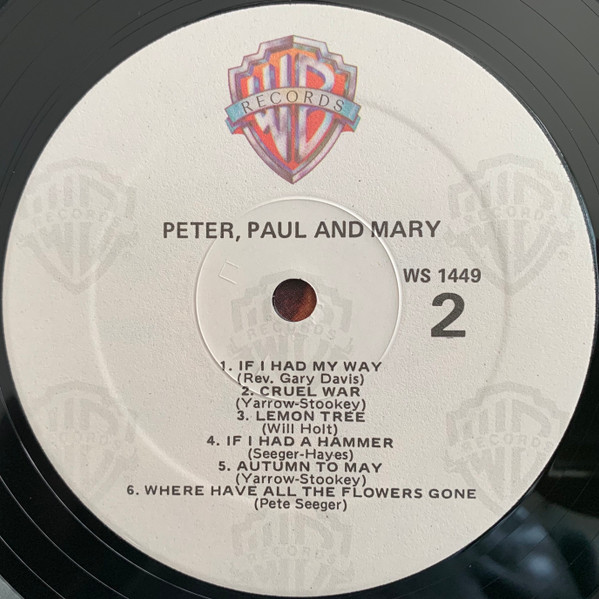 WB
RECORDS
PETER, PAUL AND MARY
WS 1449
2
1. IF I HAD MY WAY
(Rev. Gary Davis)
2. CRUEL WAR
(Yarrow-Stookey)
3. LEMON TREE
(Will Holt)
4. IF I HAD A HAMMER
(Seeger-Hayes)
5. AUTUMN TO MAY
(Yarrow-Stookey)
6. WHERE HAVE ALL THE FLOWERS GONE
(Pete Seeger)